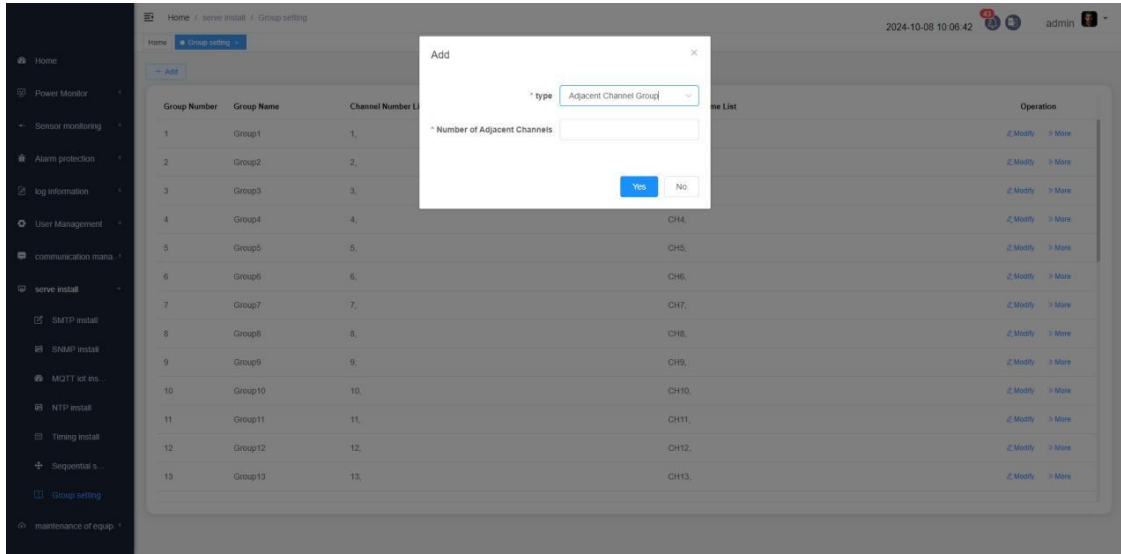 Home / serve install / Group setting
2024-10-08 10:06:42 43 admin
Home Group setting ×
Home
Power Monitor
Sensor monitoring
Alarm protection
log information
User Management
communication mana.
serve install
SMTP install
SNMP install
MQTT iot ins...
NTP install
Timing install
Sequential s...
Group setting
maintenance of equip.
+ Add
Group Number Group Name Channel Number Li me List Operation
1 Group1 1, Modify More
2 Group2 2, Modify More
3 Group3 3, Modify More
4 Group4 4, CH4, Modify More
5 Group5 5, CH5, Modify More
6 Group6 6, CH6, Modify More
7 Group7 7, CH7, Modify More
8 Group8 8, CH8, Modify More
9 Group9 9, CH9, Modify More
10 Group10 10, CH10, Modify More
11 Group11 11, CH11, Modify More
12 Group12 12, CH12, Modify More
13 Group13 13, CH13, Modify More
Add ×
* type Adjacent Channel Group
* Number of Adjacent Channels
Yes No